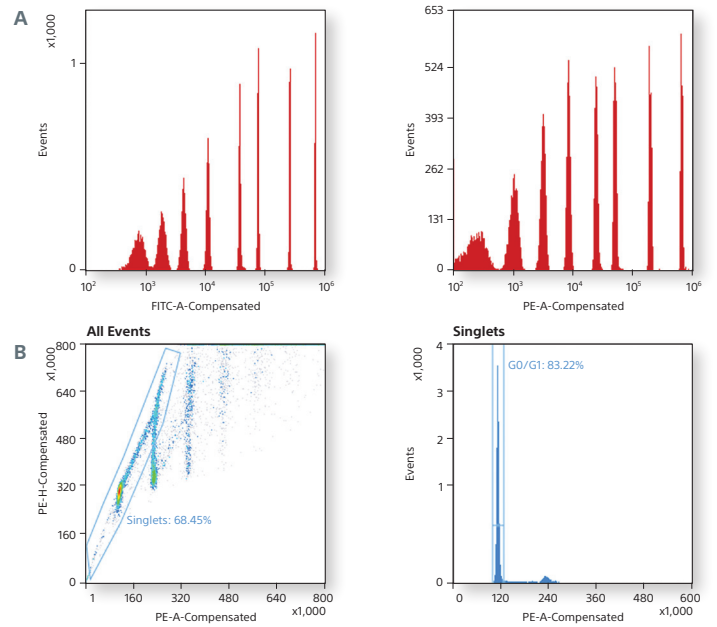 A
x1,000
Events
1
0
10² 10³ 10⁴ 10⁵ 10⁶
FITC-A-Compensated
Events
653
524
393
262
131
0
10² 10³ 10⁴ 10⁵ 10⁶
PE-A-Compensated
B
All Events
x1,000
PE-H-Compensated
800
640
480
320
160
0
Singlets: 68.45%
1 160 320 480 640 800
x1,000
PE-A-Compensated
Singlets
x1,000
Events
4
3
2
1
0
G0/G1: 83.22%
0 120 240 360 480 600
x1,000
PE-A-Compensated